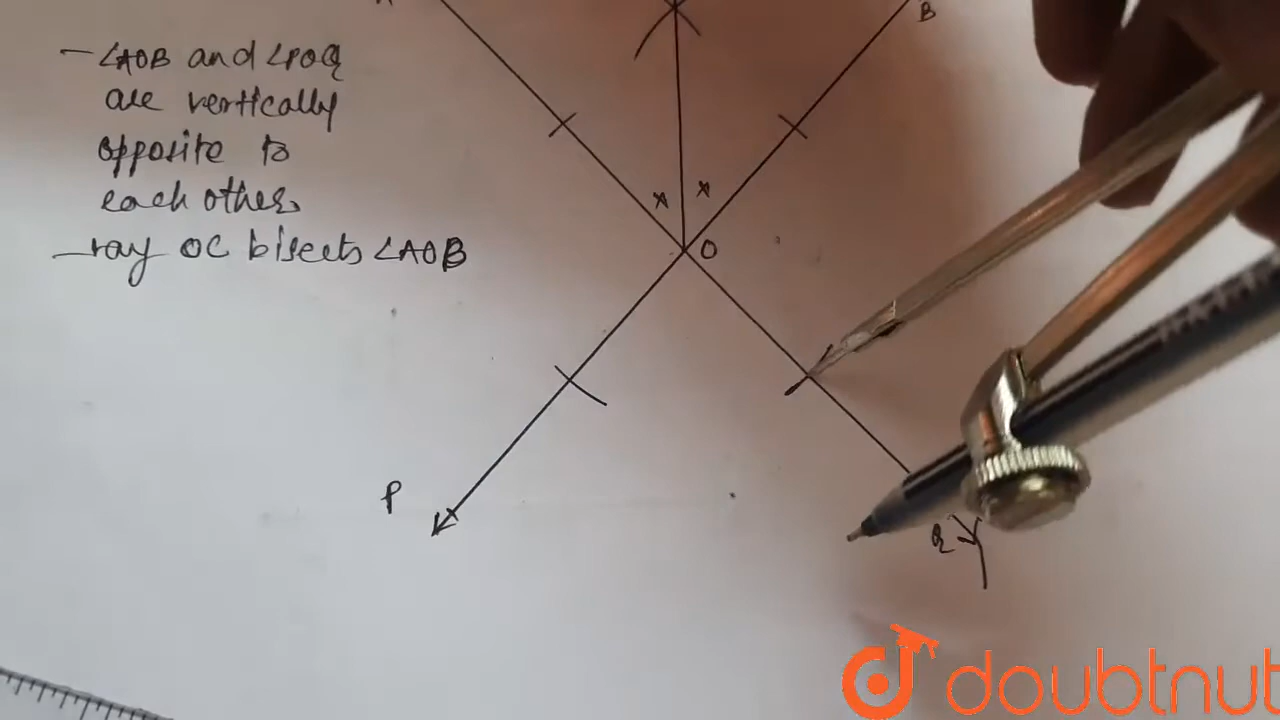 - ∠AOB and ∠POQ
are vertically
opposite to
each other.
- ray OC bisects ∠AOB
B
x x
O
P
Q
doubtnut